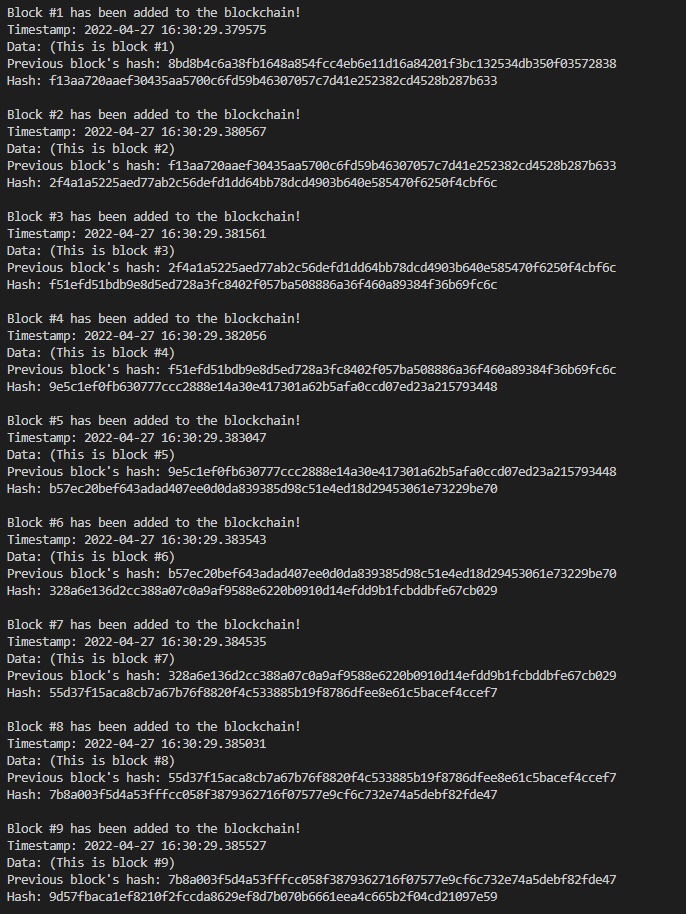 Block #1 has been added to the blockchain!
Timestamp: 2022-04-27 16:30:29.379575
Data: (This is block #1)
Previous block's hash: 8bd8b4c6a38fb1648a854fcc4eb6e11d16a84201f3bc132534db350f03572838
Hash: f13aa720aaef30435aa5700c6fd59b46307057c7d41e252382cd4528b287b633

Block #2 has been added to the blockchain!
Timestamp: 2022-04-27 16:30:29.380567
Data: (This is block #2)
Previous block's hash: f13aa720aaef30435aa5700c6fd59b46307057c7d41e252382cd4528b287b633
Hash: 2f4a1a5225aed77ab2c56defd1dd64bb78dcd4903b640e585470f6250f4cbf6c

Block #3 has been added to the blockchain!
Timestamp: 2022-04-27 16:30:29.381561
Data: (This is block #3)
Previous block's hash: 2f4a1a5225aed77ab2c56defd1dd64bb78dcd4903b640e585470f6250f4cbf6c
Hash: f51efd51bdb9e8d5ed728a3fc8402f057ba508886a36f460a89384f36b69fc6c

Block #4 has been added to the blockchain!
Timestamp: 2022-04-27 16:30:29.382056
Data: (This is block #4)
Previous block's hash: f51efd51bdb9e8d5ed728a3fc8402f057ba508886a36f460a89384f36b69fc6c
Hash: 9e5c1ef0fb630777ccc2888e14a30e417301a62b5afa0ccd07ed23a215793448

Block #5 has been added to the blockchain!
Timestamp: 2022-04-27 16:30:29.383047
Data: (This is block #5)
Previous block's hash: 9e5c1ef0fb630777ccc2888e14a30e417301a62b5afa0ccd07ed23a215793448
Hash: b57ec20bef643adad407ee0d0da839385d98c51e4ed18d29453061e73229be70

Block #6 has been added to the blockchain!
Timestamp: 2022-04-27 16:30:29.383543
Data: (This is block #6)
Previous block's hash: b57ec20bef643adad407ee0d0da839385d98c51e4ed18d29453061e73229be70
Hash: 328a6e136d2cc388a07c0a9af9588e6220b0910d14efdd9b1fcbddbfe67cb029

Block #7 has been added to the blockchain!
Timestamp: 2022-04-27 16:30:29.384535
Data: (This is block #7)
Previous block's hash: 328a6e136d2cc388a07c0a9af9588e6220b0910d14efdd9b1fcbddbfe67cb029
Hash: 55d37f15aca8cb7a67b76f8820f4c533885b19f8786dfee8e61c5bacef4ccef7

Block #8 has been added to the blockchain!
Timestamp: 2022-04-27 16:30:29.385031
Data: (This is block #8)
Previous block's hash: 55d37f15aca8cb7a67b76f8820f4c533885b19f8786dfee8e61c5bacef4ccef7
Hash: 7b8a003f5d4a53fffcc058f3879362716f07577e9cf6c732e74a5debf82fde47

Block #9 has been added to the blockchain!
Timestamp: 2022-04-27 16:30:29.385527
Data: (This is block #9)
Previous block's hash: 7b8a003f5d4a53fffcc058f3879362716f07577e9cf6c732e74a5debf82fde47
Hash: 9d57fbaca1ef8210f2fccda8629ef8d7b070b6661eea4c665b2f04cd21097e59